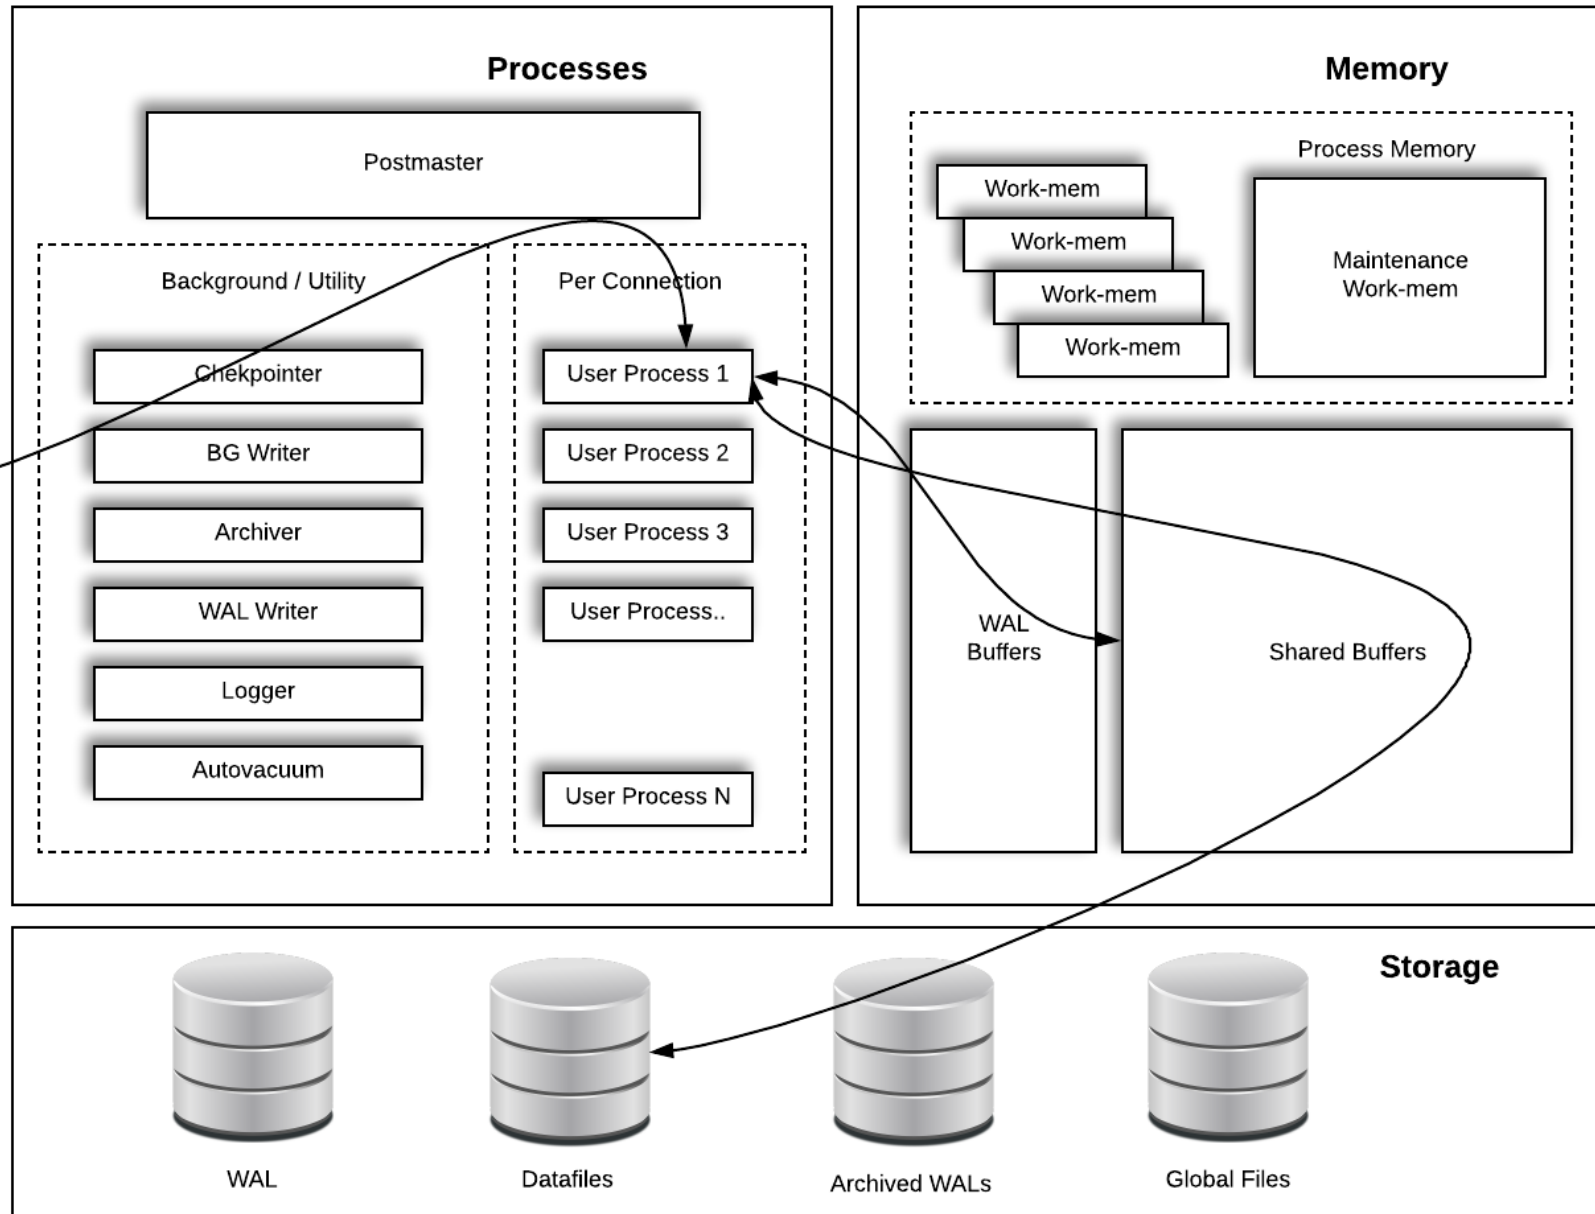 Processes
Postmaster
Background / Utility
Chekpointer
BG Writer
Archiver
WAL Writer
Logger
Autovacuum
Per Connection
User Process 1
User Process 2
User Process 3
User Process..
User Process N
Memory
Process Memory
Work-mem
Work-mem
Work-mem
Work-mem
Maintenance
Work-mem
WAL
Buffers
Shared Buffers
Storage
WAL
Datafiles
Archived WALs
Global Files